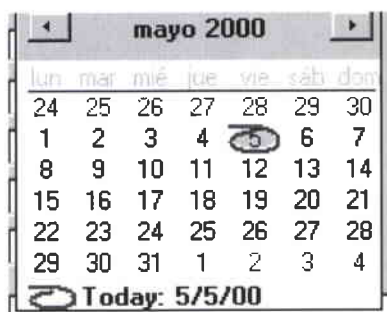 mayo 2000
lun mar mié jue vie sáb dom
24 25 26 27 28 29 30
1 2 3 4 5 6 7
8 9 10 11 12 13 14
15 16 17 18 19 20 21
22 23 24 25 26 27 28
29 30 31 1 2 3 4
Today: 5/5/00